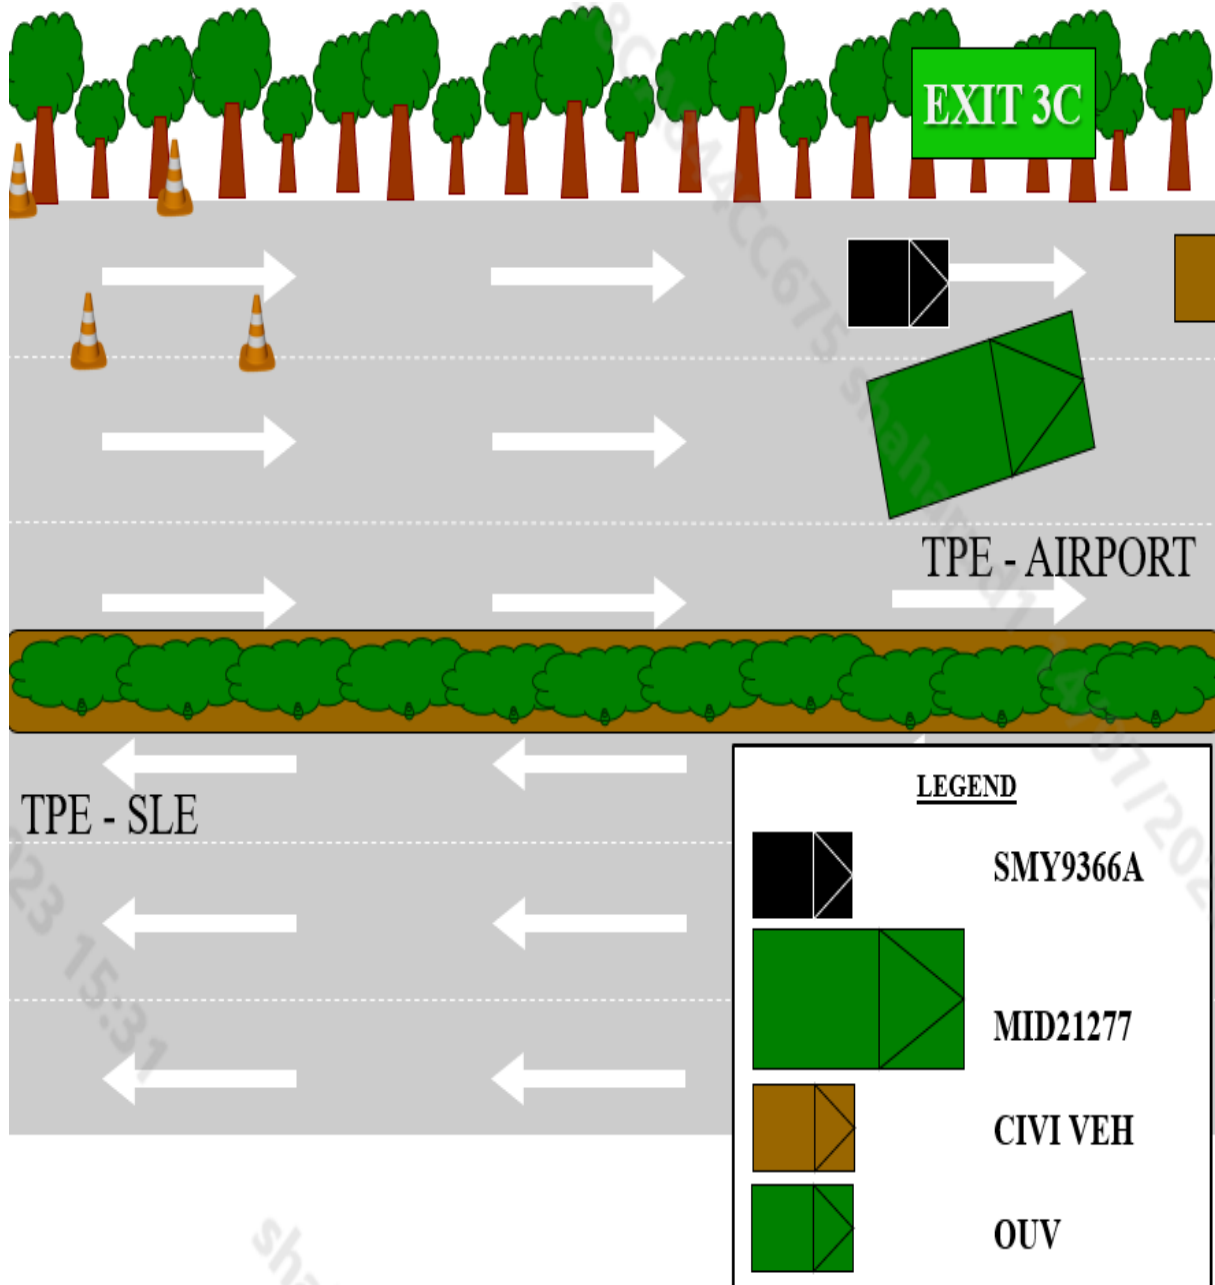 EXIT 3C
TPE - AIRPORT
TPE - SLE
LEGEND
SMY9366A
MID21277
CIVI VEH
OUV